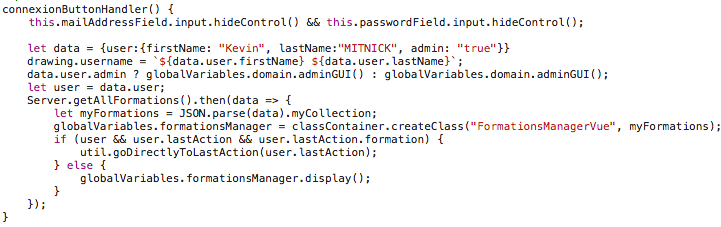 connexionButtonHandler() {
    this.mailAddressField.input.hideControl() && this.passwordField.input.hideControl();

    let data = {user:{firstName: "Kevin", lastName:"MITNICK", admin: "true"}}
    drawing.username = `${data.user.firstName} ${data.user.lastName}`;
    data.user.admin ? globalVariables.domain.adminGUI() : globalVariables.domain.adminGUI();
    let user = data.user;
    Server.getAllFormations().then(data => {
        let myFormations = JSON.parse(data).myCollection;
        globalVariables.formationsManager = classContainer.createClass("FormationsManagerVue", myFormations);
        if (user && user.lastAction && user.lastAction.formation) {
            util.goDirectlyToLastAction(user.lastAction);
        } else {
            globalVariables.formationsManager.display();
        }
    });
}